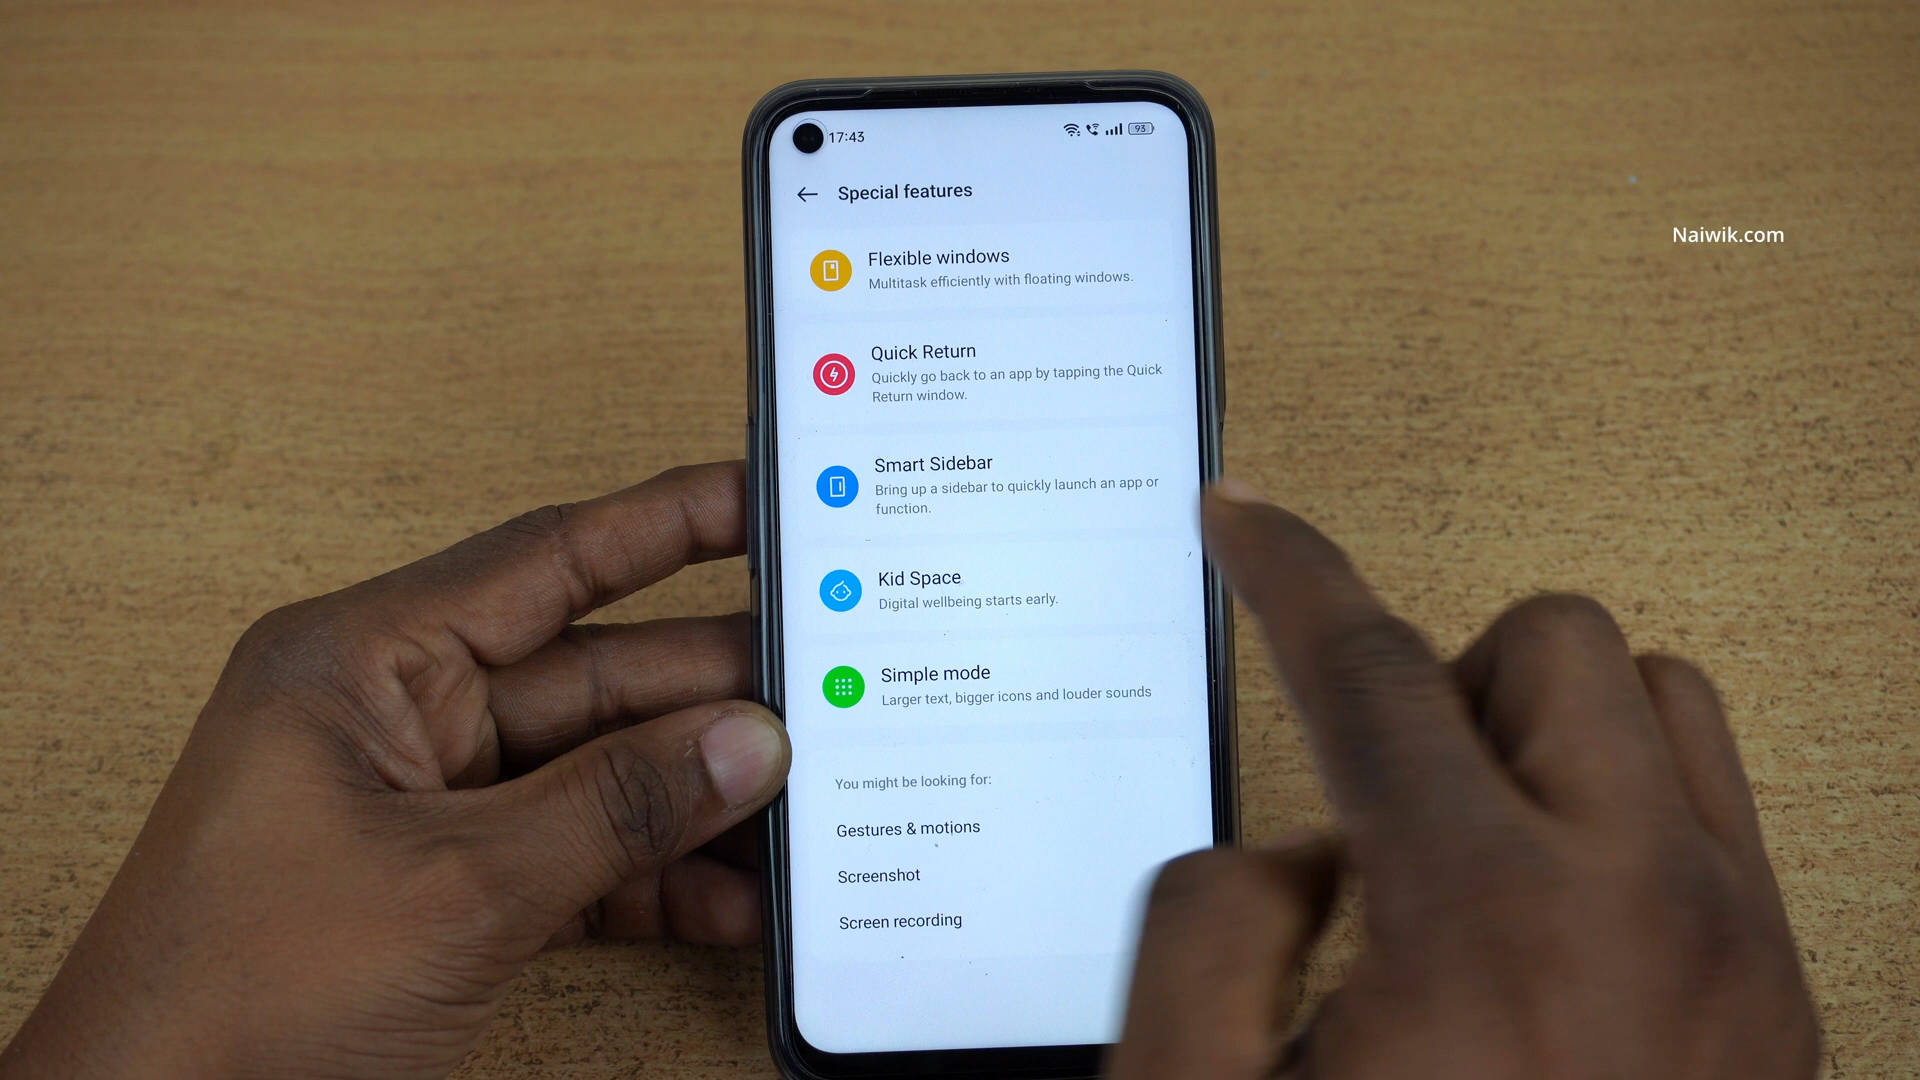 17:43
93
Special features
Flexible windows
Multitask efficiently with floating windows.
Quick Return
Quickly go back to an app by tapping the Quick
Return window.
Smart Sidebar
Bring up a sidebar to quickly launch an app or
function.
Kid Space
Digital wellbeing starts early.
Simple mode
Larger text, bigger icons and louder sounds
You might be looking for:
Gestures & motions
Screenshot
Screen recording
Naiwik.com